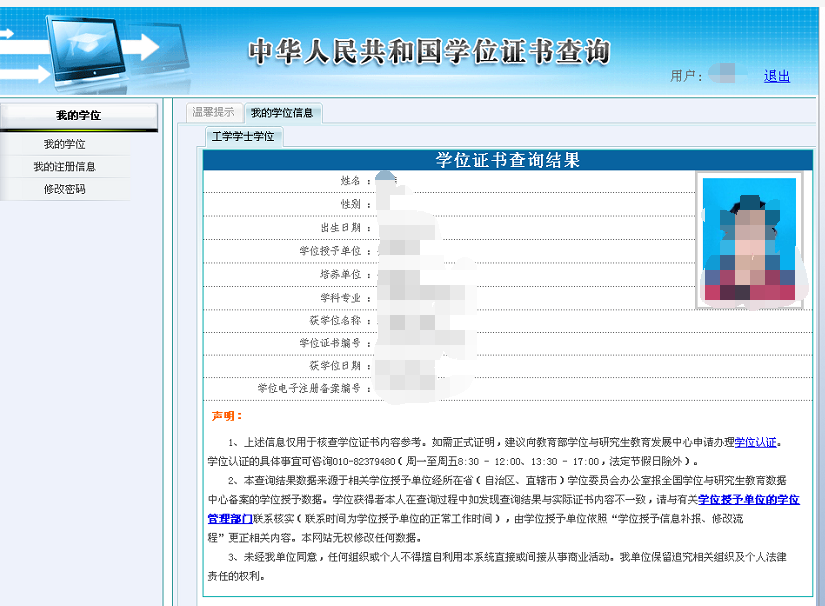 中华人民共和国学位证书查询
用户：
退出
我的学位
我的学位
我的注册信息
修改密码
温馨提示
我的学位信息
工学学士学位
学位证书查询结果
姓名：
性别：
出生日期：
学位授予单位：
培养单位：
学科专业：
获学位名称：
学位证书编号：
获学位日期：
学位电子注册备案编号：
声明：
1、上述信息仅用于核查学位证书内容参考。如需正式证明，建议向教育部学位与研究生教育发展中心申请办理学位认证。
学位认证的具体事宜可咨询010-82379480（周一至周五8:30 - 12:00、13:30 - 17:00，法定节假日除外）。
2、本查询结果数据来源于相关学位授予单位经所在省（自治区、直辖市）学位委员会办公室报全国学位与研究生教育数据
中心备案的学位授予数据。学位获得者本人在查询过程中如发现查询结果与实际证书内容不一致，请与有关学位授予单位的学位
管理部门联系核实（联系时间为学位授予单位的正常工作时间），由学位授予单位依照“学位授予信息补报、修改流
程”更正相关内容。本网站无权修改任何数据。
3、未经我单位同意，任何组织或个人不得擅自利用本系统直接或间接从事商业活动。我单位保留追究相关组织及个人法律
责任的权利。